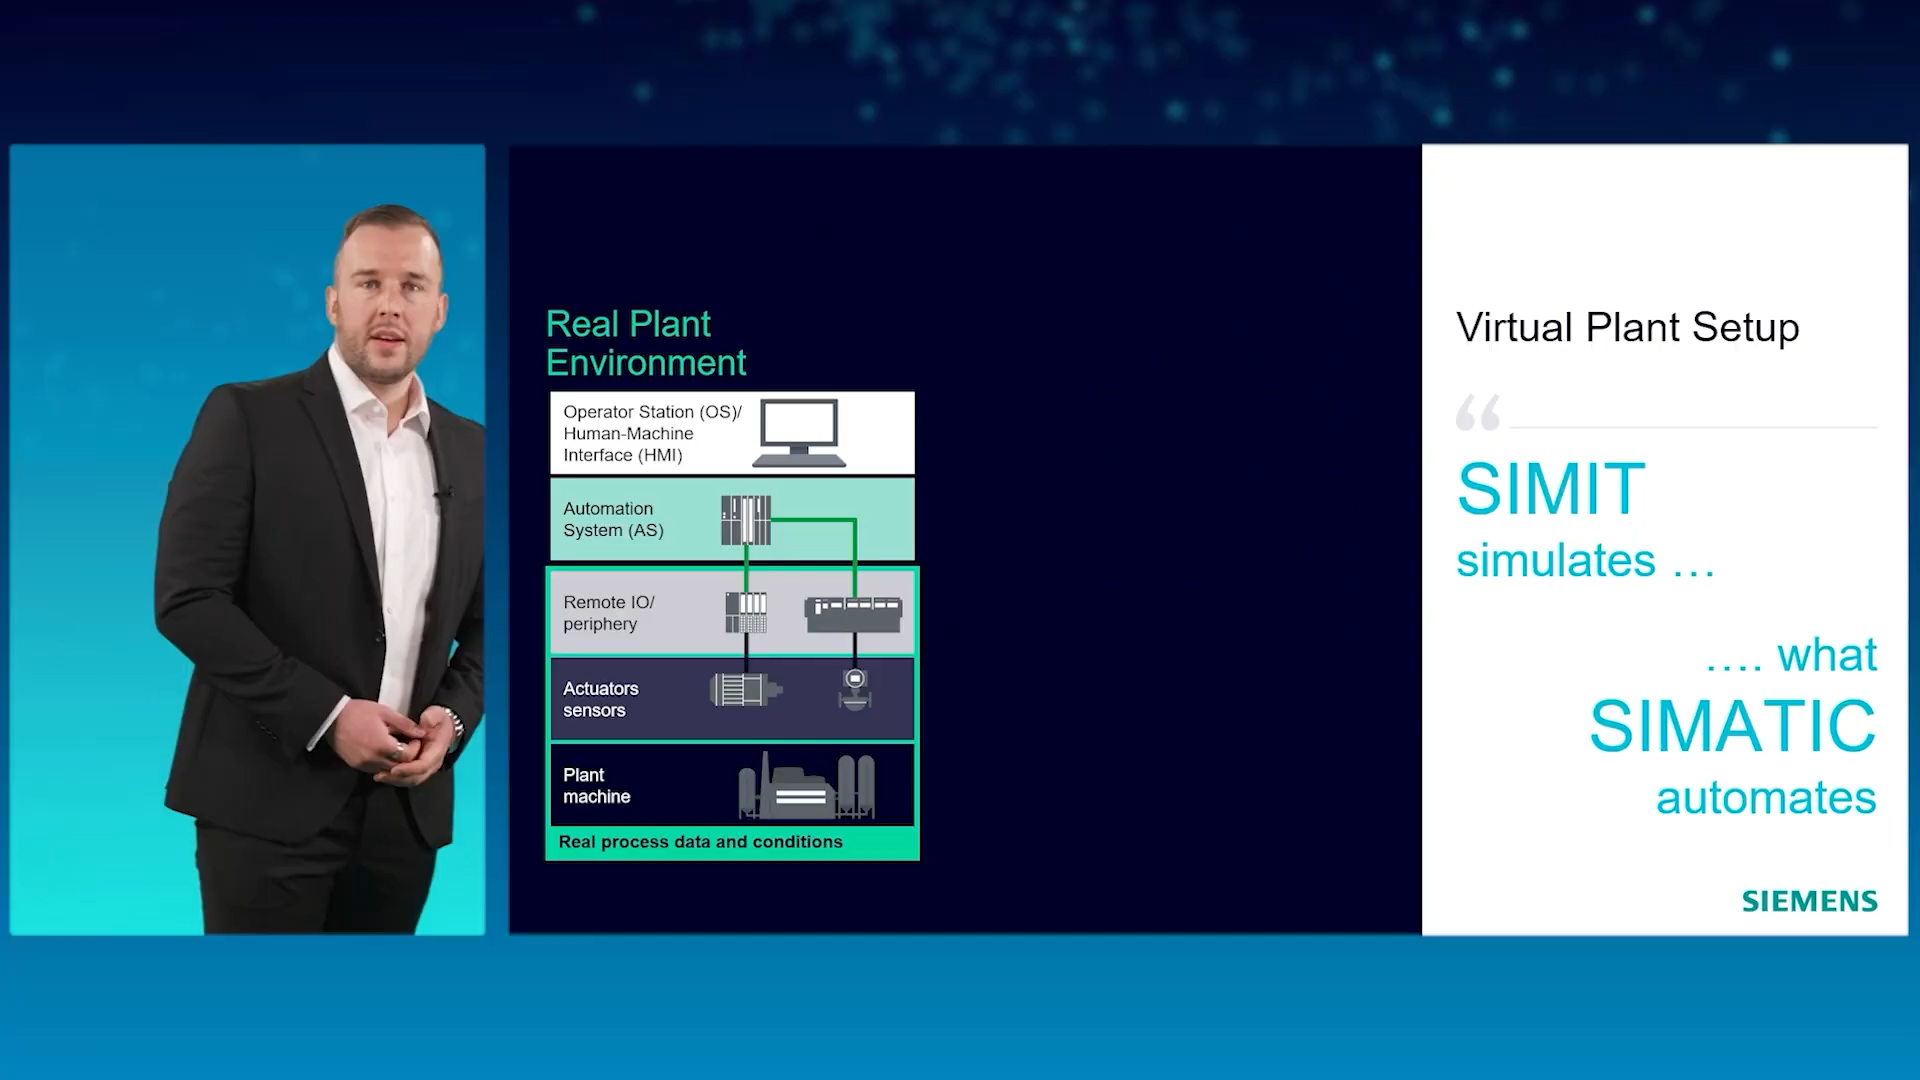 Real Plant
Environment
Operator Station (OS)/
Human-Machine
Interface (HMI)
Automation
System (AS)
Remote IO/
periphery
Actuators
sensors
Plant
machine
Real process data and conditions
Virtual Plant Setup
“
SIMIT
simulates …
…. what
SIMATIC
automates
SIEMENS